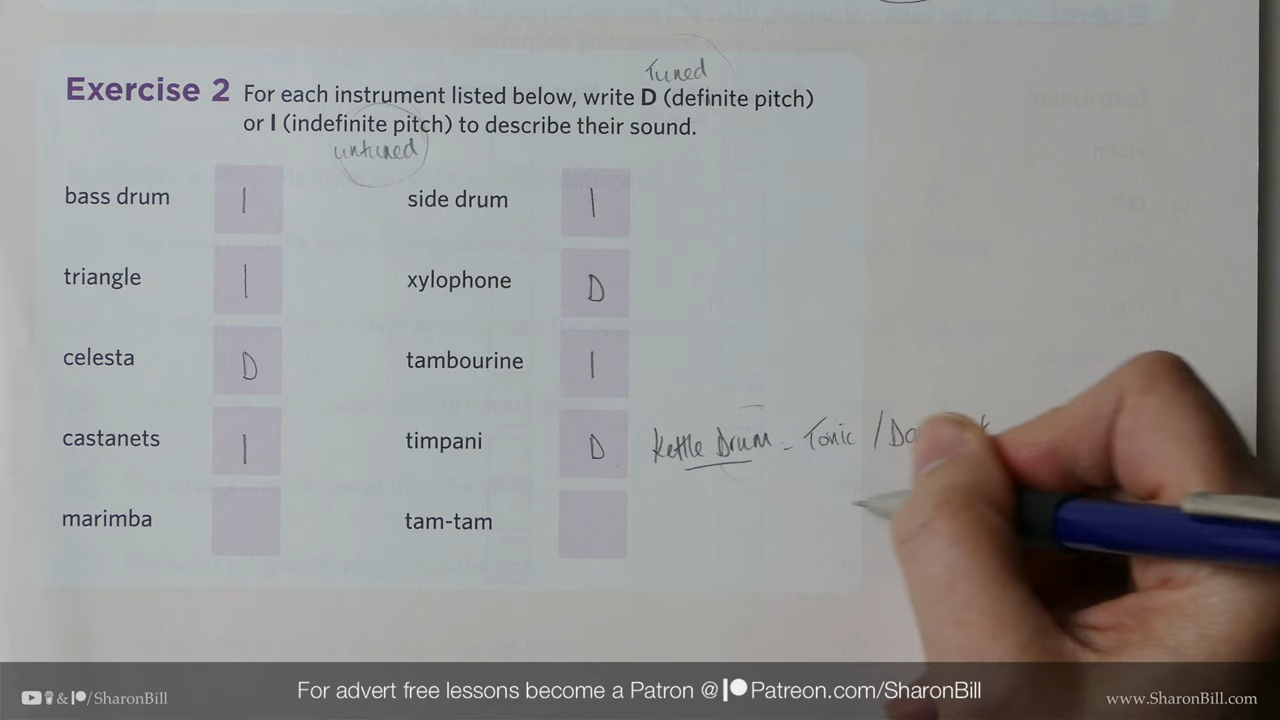 Tuned
Exercise 2 For each instrument listed below, write D (definite pitch)
or I (indefinite pitch) to describe their sound.
untuned
bass drum I side drum I
triangle I xylophone D
celesta D tambourine I
castanets I timpani D Kettle Drum = Tonic /
marimba tam-tam
/SharonBill For advert free lessons become a Patron @ Patreon.com/SharonBill www.SharonBill.com